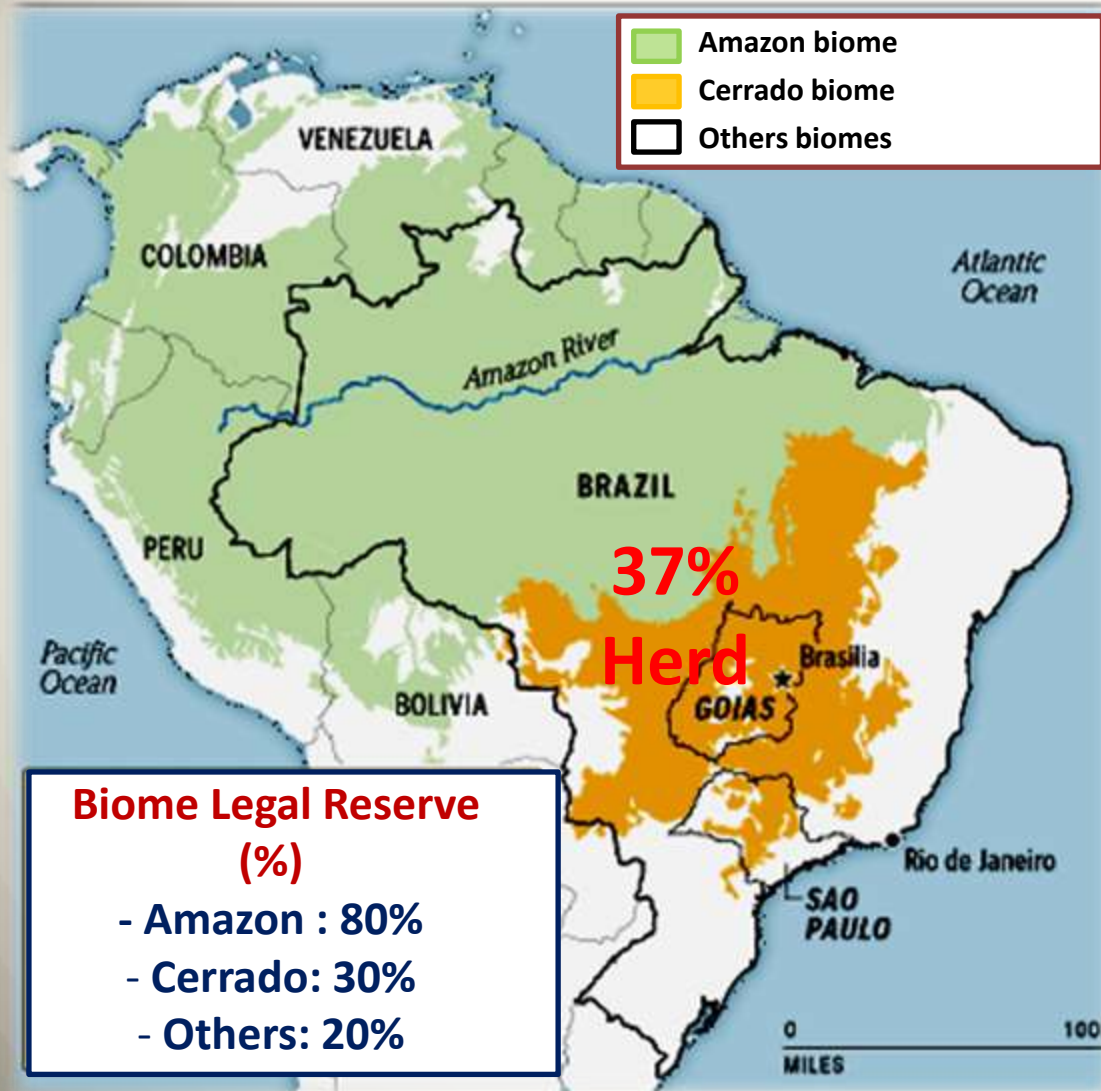 Amazon biome
Cerrado biome
Others biomes
VENEZUELA
COLOMBIA
Atlantic
Ocean
Amazon River
BRAZIL
PERU
37%
Herd
Pacific
Ocean
Brasilia
BOLIVIA
GOIAS
Biome Legal Reserve
(%)
- Amazon : 80%
- Cerrado: 30%
- Others: 20%
Rio de Janeiro
SAO
PAULO
0 100
MILES